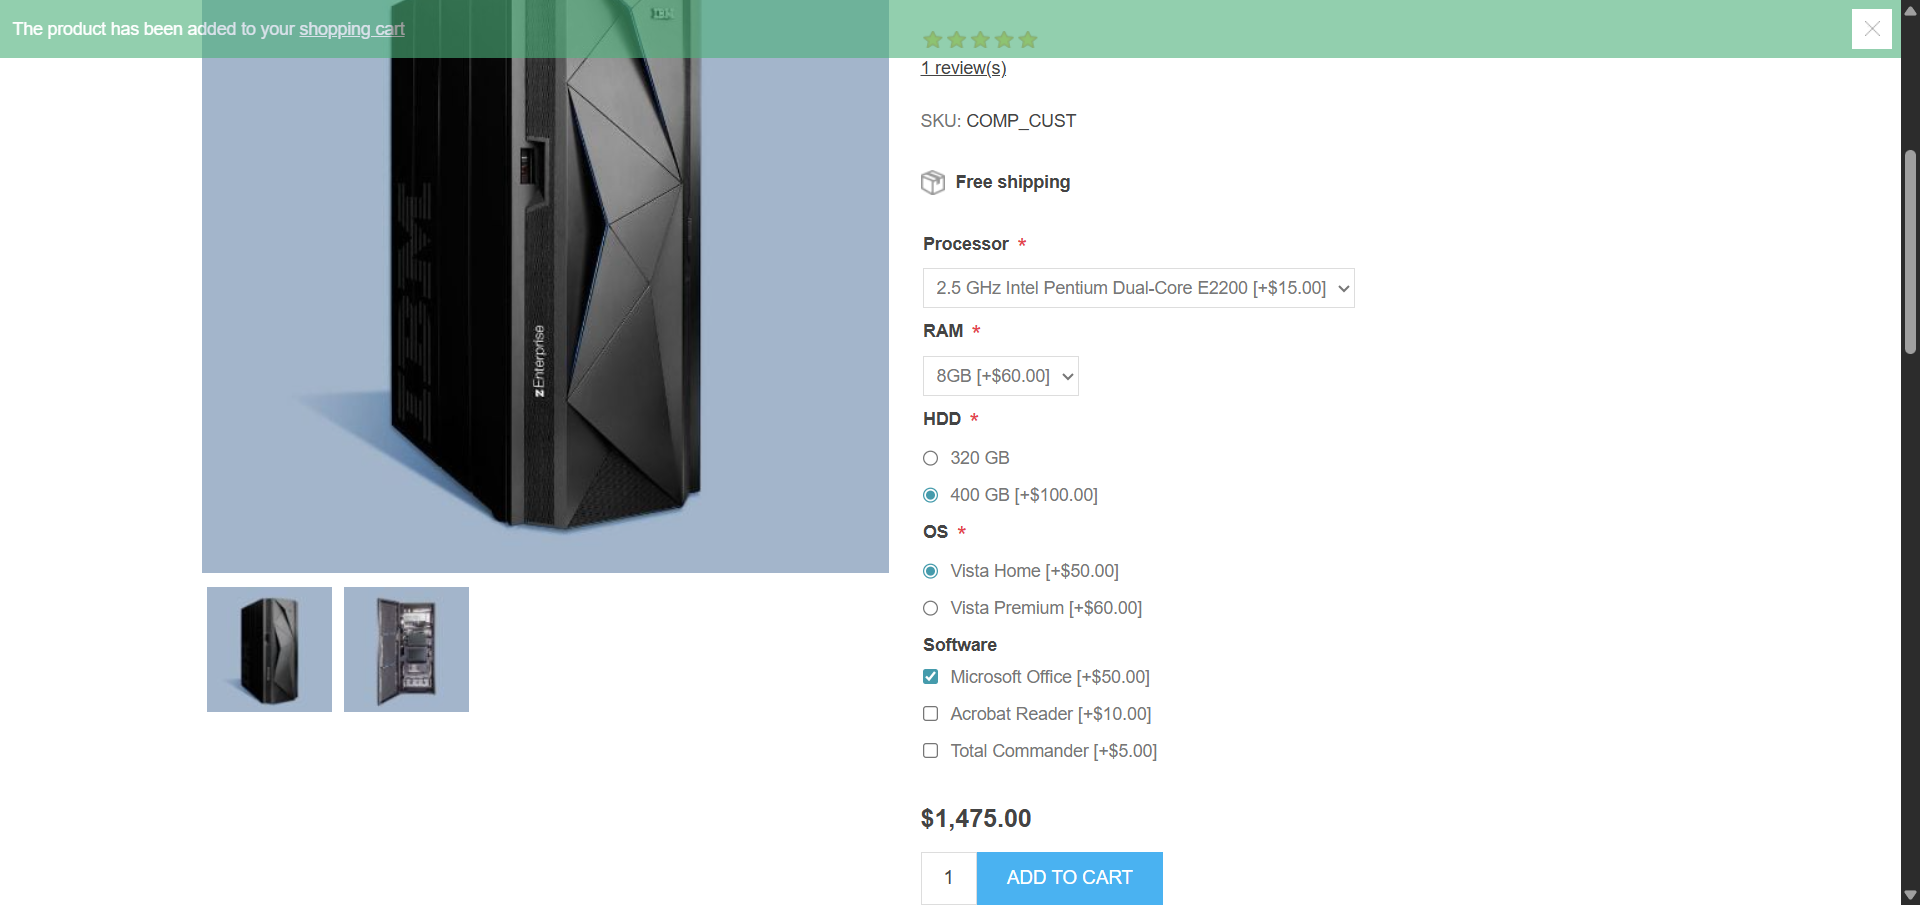 The product has been added to your shopping cart
IBM
IBM
zEnterprise
1 review(s)
SKU: COMP_CUST
Free shipping
Processor *
2.5 GHz Intel Pentium Dual-Core E2200 [+$15.00]
RAM *
8GB [+$60.00]
HDD *
320 GB
400 GB [+$100.00]
OS *
Vista Home [+$50.00]
Vista Premium [+$60.00]
Software
Microsoft Office [+$50.00]
Acrobat Reader [+$10.00]
Total Commander [+$5.00]
$1,475.00
1
ADD TO CART